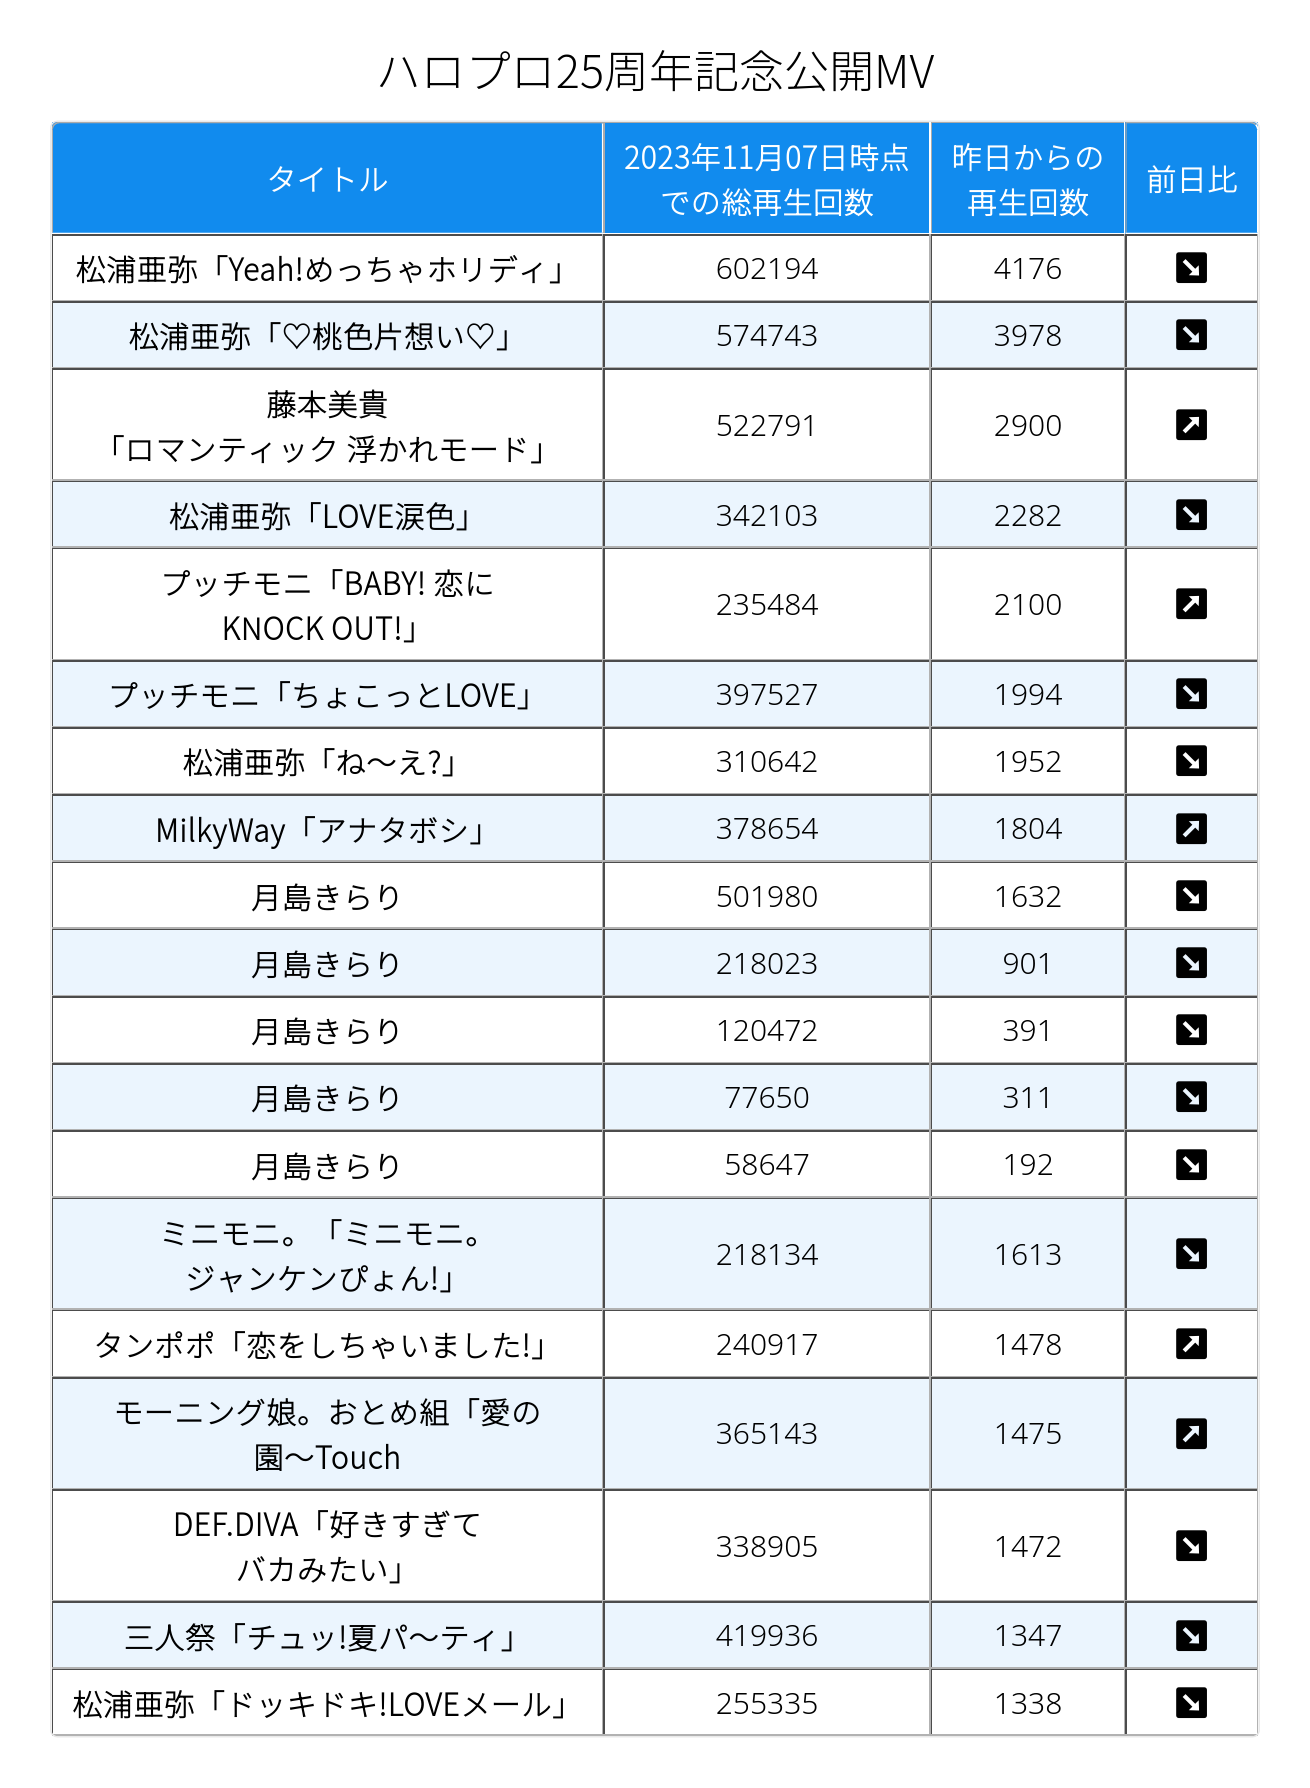 ハロプロ25周年記念公開MV
タイトル
2023年11月07日時点
での総再生回数
昨日からの
再生回数
前日比
松浦亜弥「Yeah!めっちゃホリディ」 602194 4176
松浦亜弥「♡桃色片想い♡」 574743 3978
藤本美貴
「ロマンティック 浮かれモード」 522791 2900
松浦亜弥「LOVE涙色」 342103 2282
プッチモニ「BABY! 恋に
KNOCK OUT!」 235484 2100
プッチモニ「ちょこっとLOVE」 397527 1994
松浦亜弥「ね〜え?」 310642 1952
MilkyWay「アナタボシ」 378654 1804
月島きらり 501980 1632
月島きらり 218023 901
月島きらり 120472 391
月島きらり 77650 311
月島きらり 58647 192
ミニモニ。「ミニモニ。
ジャンケンぴょん!」 218134 1613
タンポポ「恋をしちゃいました!」 240917 1478
モーニング娘。おとめ組「愛の
園〜Touch 365143 1475
DEF.DIVA「好きすぎて
バカみたい」 338905 1472
三人祭「チュッ!夏パ〜ティ」 419936 1347
松浦亜弥「ドッキドキ!LOVEメール」 255335 1338